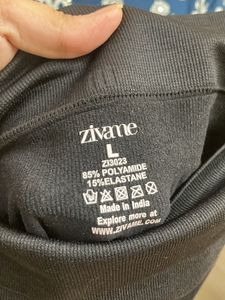 zivame
L
ZI3023
85% POLYAMIDE
15% ELASTANE
Made in India
Explore more at
WWW.ZIVAME.COM